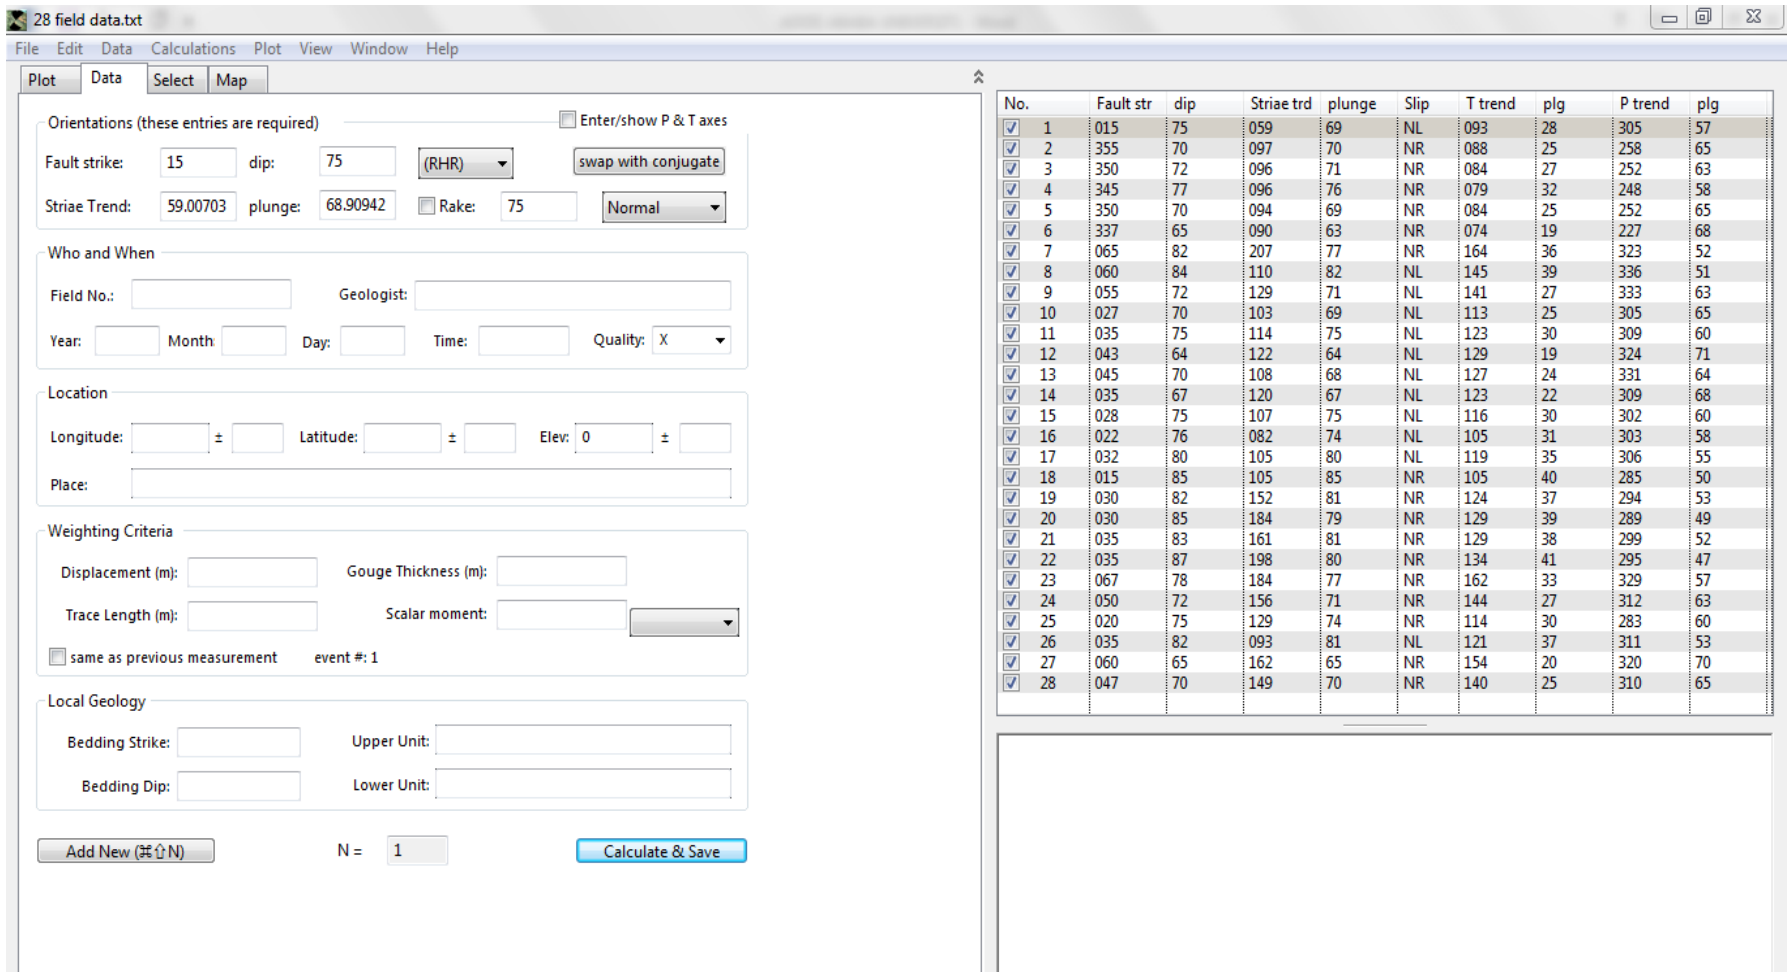 28 field data.txt
File Edit Data Calculations Plot View Window Help
Plot Data Select Map
Orientations (these entries are required) Enter/show P & T axes
Fault strike: 15 dip: 75 (RHR) swap with conjugate
Striae Trend: 59.00703 plunge: 68.90942 Rake: 75 Normal
Who and When
Field No.: Geologist:
Year: Month: Day: Time: Quality: X
Location
Longitude: ± Latitude: ± Elev: 0 ±
Place:
Weighting Criteria
Displacement (m): Gouge Thickness (m):
Trace Length (m): Scalar moment:
same as previous measurement event #: 1
Local Geology
Bedding Strike: Upper Unit:
Bedding Dip: Lower Unit:
Add New (⌘⇧N) N = 1 Calculate & Save
No. Fault str dip Striae trd plunge Slip T trend plg P trend plg
1 015 75 059 69 NL 093 28 305 57
2 355 70 097 70 NR 088 25 258 65
3 350 72 096 71 NR 084 27 252 63
4 345 77 096 76 NR 079 32 248 58
5 350 70 094 69 NR 084 25 252 65
6 337 65 090 63 NR 074 19 227 68
7 065 82 207 77 NR 164 36 323 52
8 060 84 110 82 NL 145 39 336 51
9 055 72 129 71 NL 141 27 333 63
10 027 70 103 69 NL 113 25 305 65
11 035 75 114 75 NL 123 30 309 60
12 043 64 122 64 NL 129 19 324 71
13 045 70 108 68 NL 127 24 331 64
14 035 67 120 67 NL 123 22 309 68
15 028 75 107 75 NL 116 30 302 60
16 022 76 082 74 NL 105 31 303 58
17 032 80 105 80 NL 119 35 306 55
18 015 85 105 85 NR 105 40 285 50
19 030 82 152 81 NR 124 37 294 53
20 030 85 184 79 NR 129 39 289 49
21 035 83 161 81 NR 129 38 299 52
22 035 87 198 80 NR 134 41 295 47
23 067 78 184 77 NR 162 33 329 57
24 050 72 156 71 NR 144 27 312 63
25 020 75 129 74 NR 114 30 283 60
26 035 82 093 81 NL 121 37 311 53
27 060 65 162 65 NR 154 20 320 70
28 047 70 149 70 NR 140 25 310 65